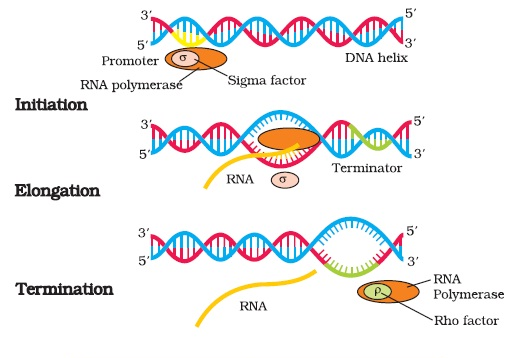 3′
5′
5′
3′
Promoter
σ
DNA helix
RNA polymerase
Sigma factor
Initiation
3′
5′
5′
3′
RNA
σ
Terminator
Elongation
3′
5′
5′
3′
RNA
Polymerase
ρ
Termination
RNA
Rho factor